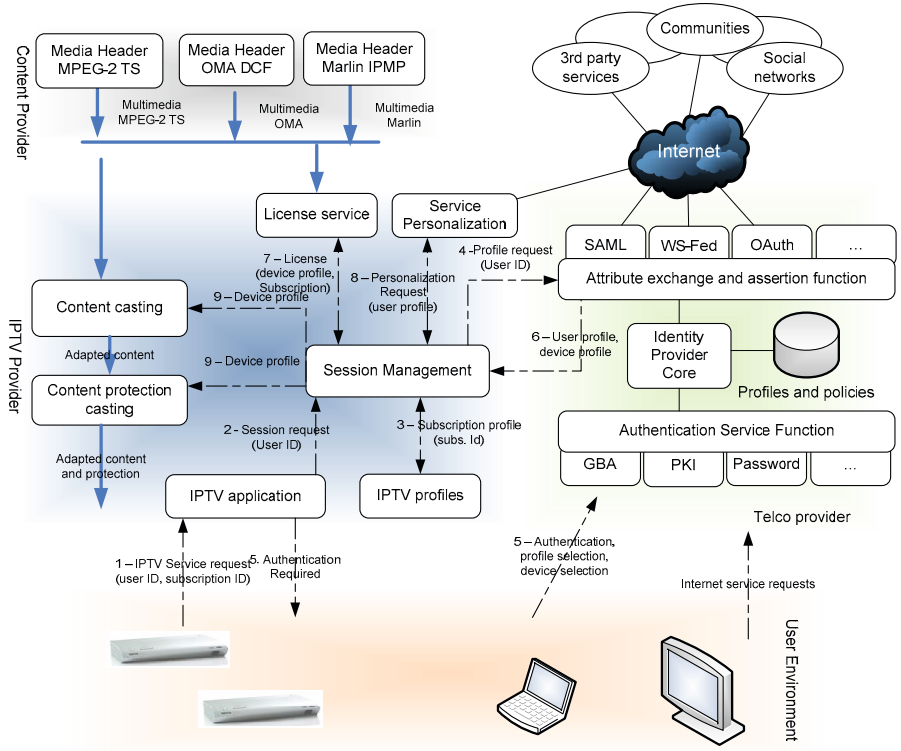 Content Provider
Media Header
MPEG-2 TS
Media Header
OMA DCF
Media Header
Marlin IPMP
Multimedia
MPEG-2 TS
Multimedia
OMA
Multimedia
Marlin
Communities
3rd party
services
Social
networks
Internet
IPTV Provider
License service
Service
Personalization
7 – License
(device profile,
Subscription)
8 – Personalization
Request
(user profile)
4 -Profile request
(User ID)
SAML
WS-Fed
OAuth
...
Attribute exchange and assertion function
Content casting
9 – Device profile
Adapted content
9 – Device profile
Content protection
casting
Session Management
6 – User profile,
device profile
Identity
Provider
Core
Profiles and policies
2 - Session request
(User ID)
3 – Subscription profile
(subs. Id)
Authentication Service Function
GBA
PKI
Password
...
Adapted content
and protection
IPTV application
IPTV profiles
Telco provider
1 – IPTV Service request
(user ID, subscription ID)
5. Authentication
Required
5 – Authentication,
profile selection,
device selection
Internet service requests
User Environment